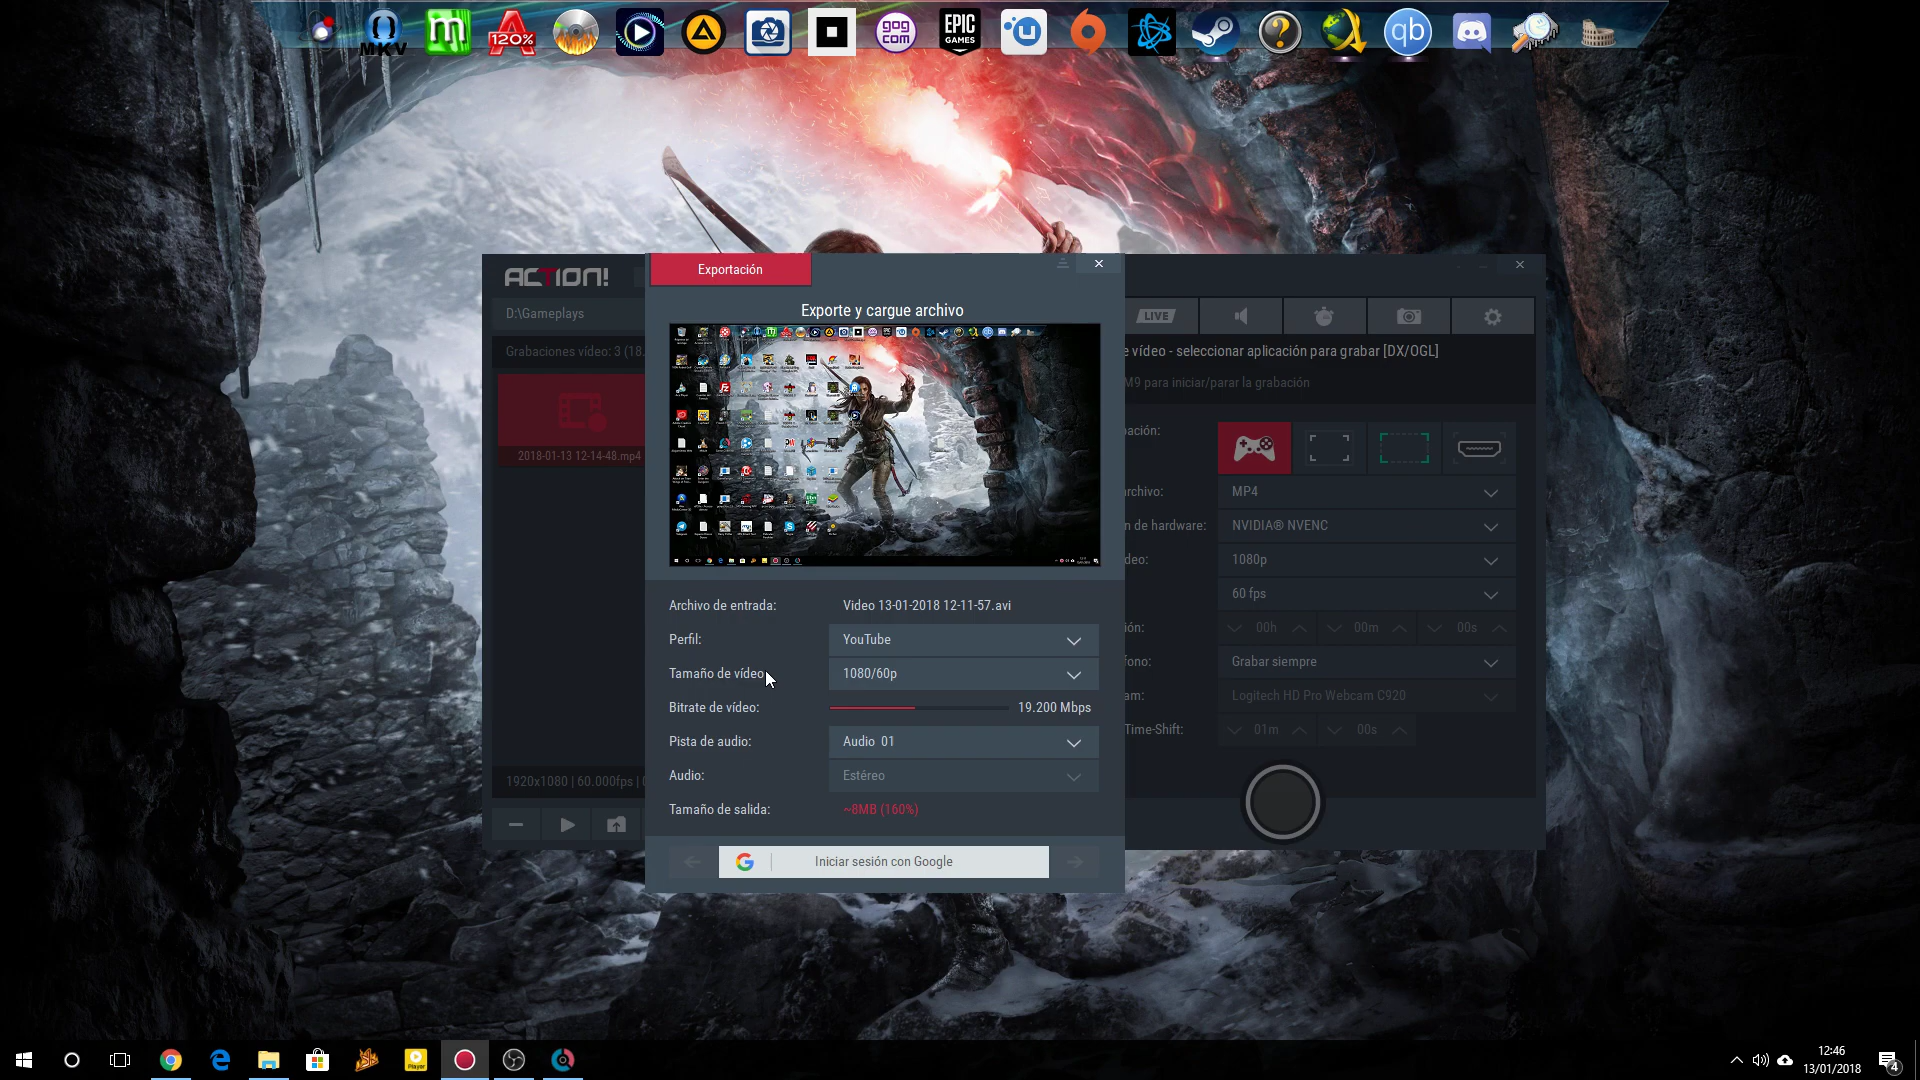 MKV
120%
gog
com
EPIC
GAMES
qb
ACTION!
Exportación
D:\Gameplays
Exporte y cargue archivo
LIVE
Grabaciones vídeo: 3 (18.
e vídeo - seleccionar aplicación para grabar [DX/OGL]
M9 para iniciar/parar la grabación
2018-01-13 12-14-48.mp4
ación:
rchivo:
MP4
n de hardware:
NVIDIA® NVENC
deo:
1080p
60 fps
ión:
00h
00m
00s
fono:
Grabar siempre
am:
Logitech HD Pro Webcam C920
Time-Shift:
01m
00s
Archivo de entrada:
Video 13-01-2018 12-11-57.avi
Perfil:
YouTube
Tamaño de vídeo
1080/60p
Bitrate de vídeo:
19.200 Mbps
Pista de audio:
Audio 01
Audio:
Estéreo
Tamaño de salida:
~8MB (160%)
1920x1080 | 60.000fps |
Iniciar sesión con Google
Player
12:46
13/01/2018
4